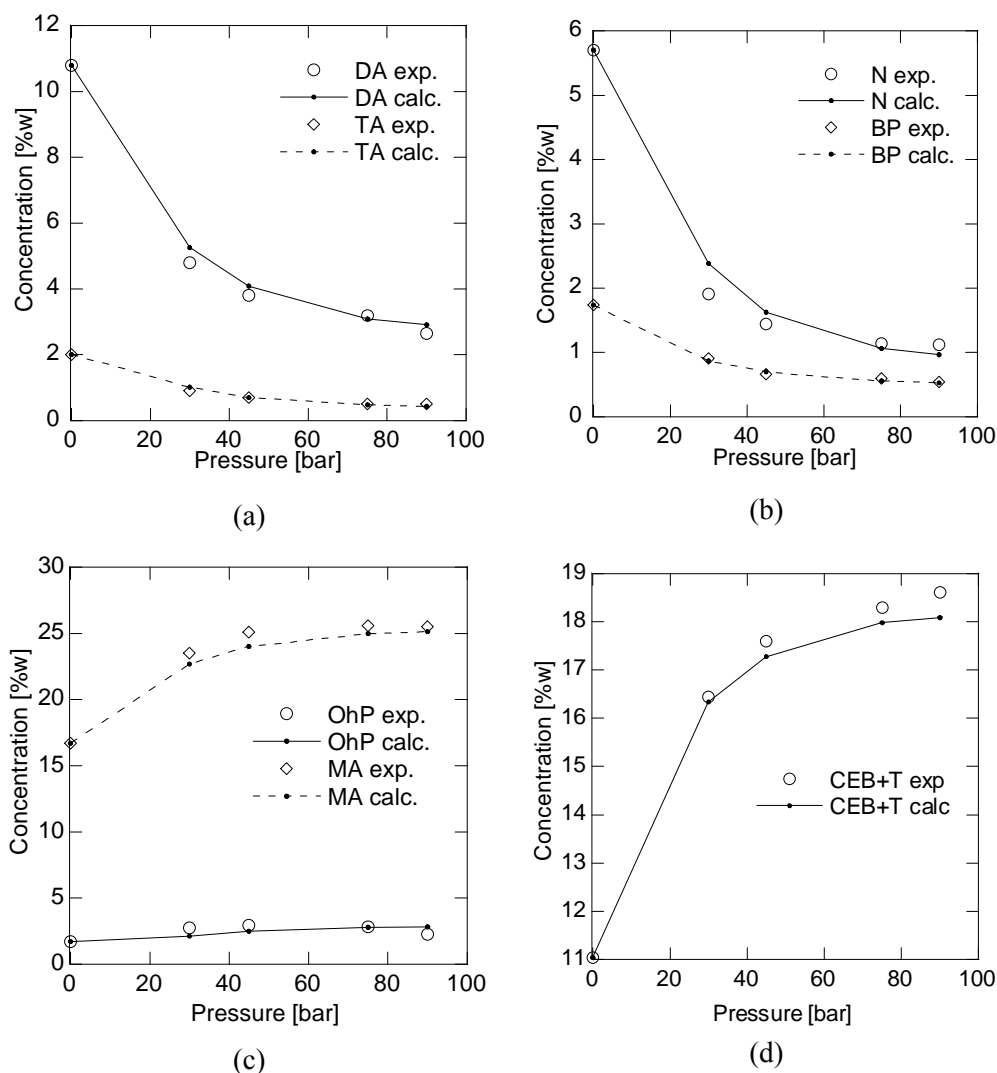 12
10
8
6
4
2
0
Concentration [%w]
DA exp.
DA calc.
TA exp.
TA calc.
0 20 40 60 80 100
Pressure [bar]
(a)
6
5
4
3
2
1
0
Concentration [%w]
N exp.
N calc.
BP exp.
BP calc.
0 20 40 60 80 100
Pressure [bar]
(b)
30
25
20
15
10
5
0
Concentration [%w]
OhP exp.
OhP calc.
MA exp.
MA calc.
0 20 40 60 80 100
Pressure [bar]
(c)
19
18
17
16
15
14
13
12
11
Concentration [%w]
CEB+T exp
CEB+T calc
0 20 40 60 80 100
Pressure [bar]
(d)